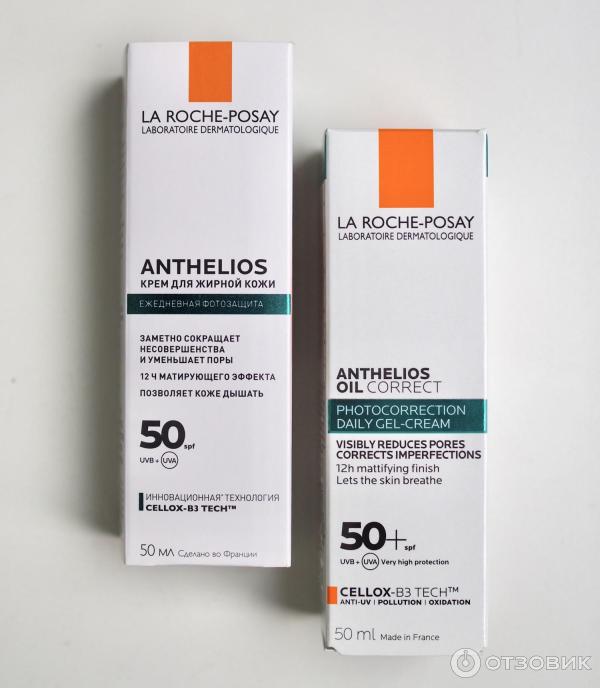 LA ROCHE-POSAY
LABORATOIRE DERMATOLOGIQUE
ANTHELIOS
КРЕМ ДЛЯ ЖИРНОЙ КОЖИ
ЕЖЕДНЕВНАЯ ФОТОЗАЩИТА
ЗАМЕТНО СОКРАЩАЕТ
НЕСОВЕРШЕНСТВА
И УМЕНЬШАЕТ ПОРЫ
12 Ч МАТИРУЮЩЕГО ЭФФЕКТА
ПОЗВОЛЯЕТ КОЖЕ ДЫШАТЬ
50 spf
UVB + UVA
ИННОВАЦИОННАЯ* ТЕХНОЛОГИЯ
CELLOX-B3 TECH™
50 мл Сделано во Франции
LA ROCHE-POSAY
LABORATOIRE DERMATOLOGIQUE
ANTHELIOS
OIL CORRECT
PHOTOCORRECTION
DAILY GEL-CREAM
VISIBLY REDUCES PORES
CORRECTS IMPERFECTIONS
12h mattifying finish
Lets the skin breathe
50+ spf
UVB + UVA Very high protection
CELLOX-B3 TECH™
ANTI-UV | POLLUTION | OXIDATION
50 ml Made in France
ОТЗОВИК